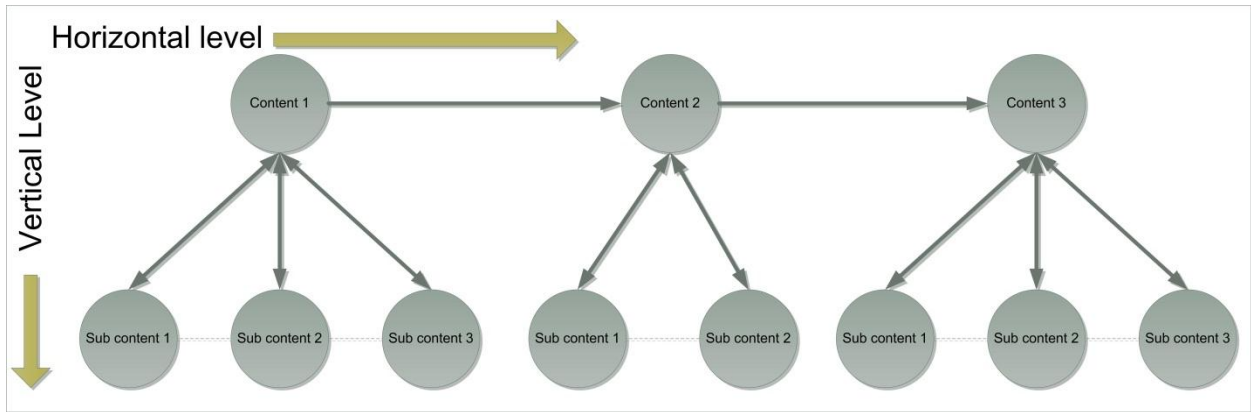 Horizontal level
Vertical Level
Content 1
Content 2
Content 3
Sub content 1
Sub content 2
Sub content 3
Sub content 1
Sub content 2
Sub content 1
Sub content 2
Sub content 3